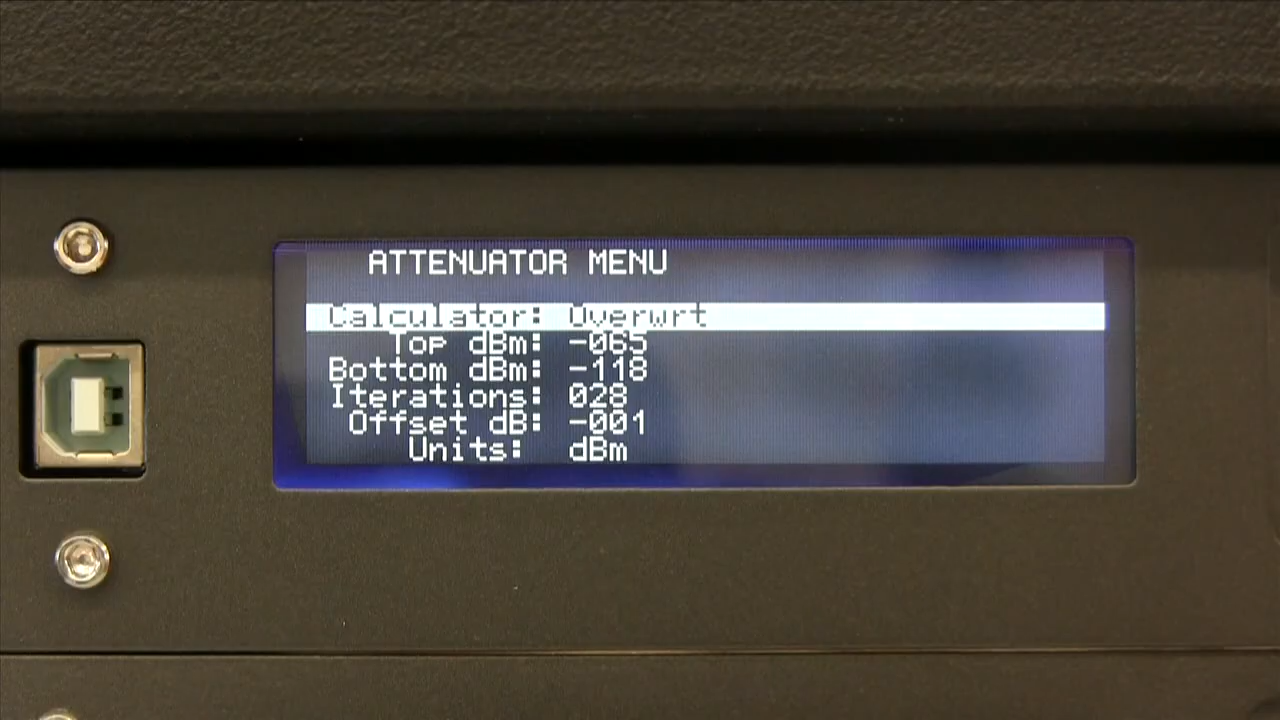 ATTENUATOR MENU
Calculator: Overwrt
Top dBm: -065
Bottom dBm: -118
Iterations: 028
Offset dB: -001
Units: dBm